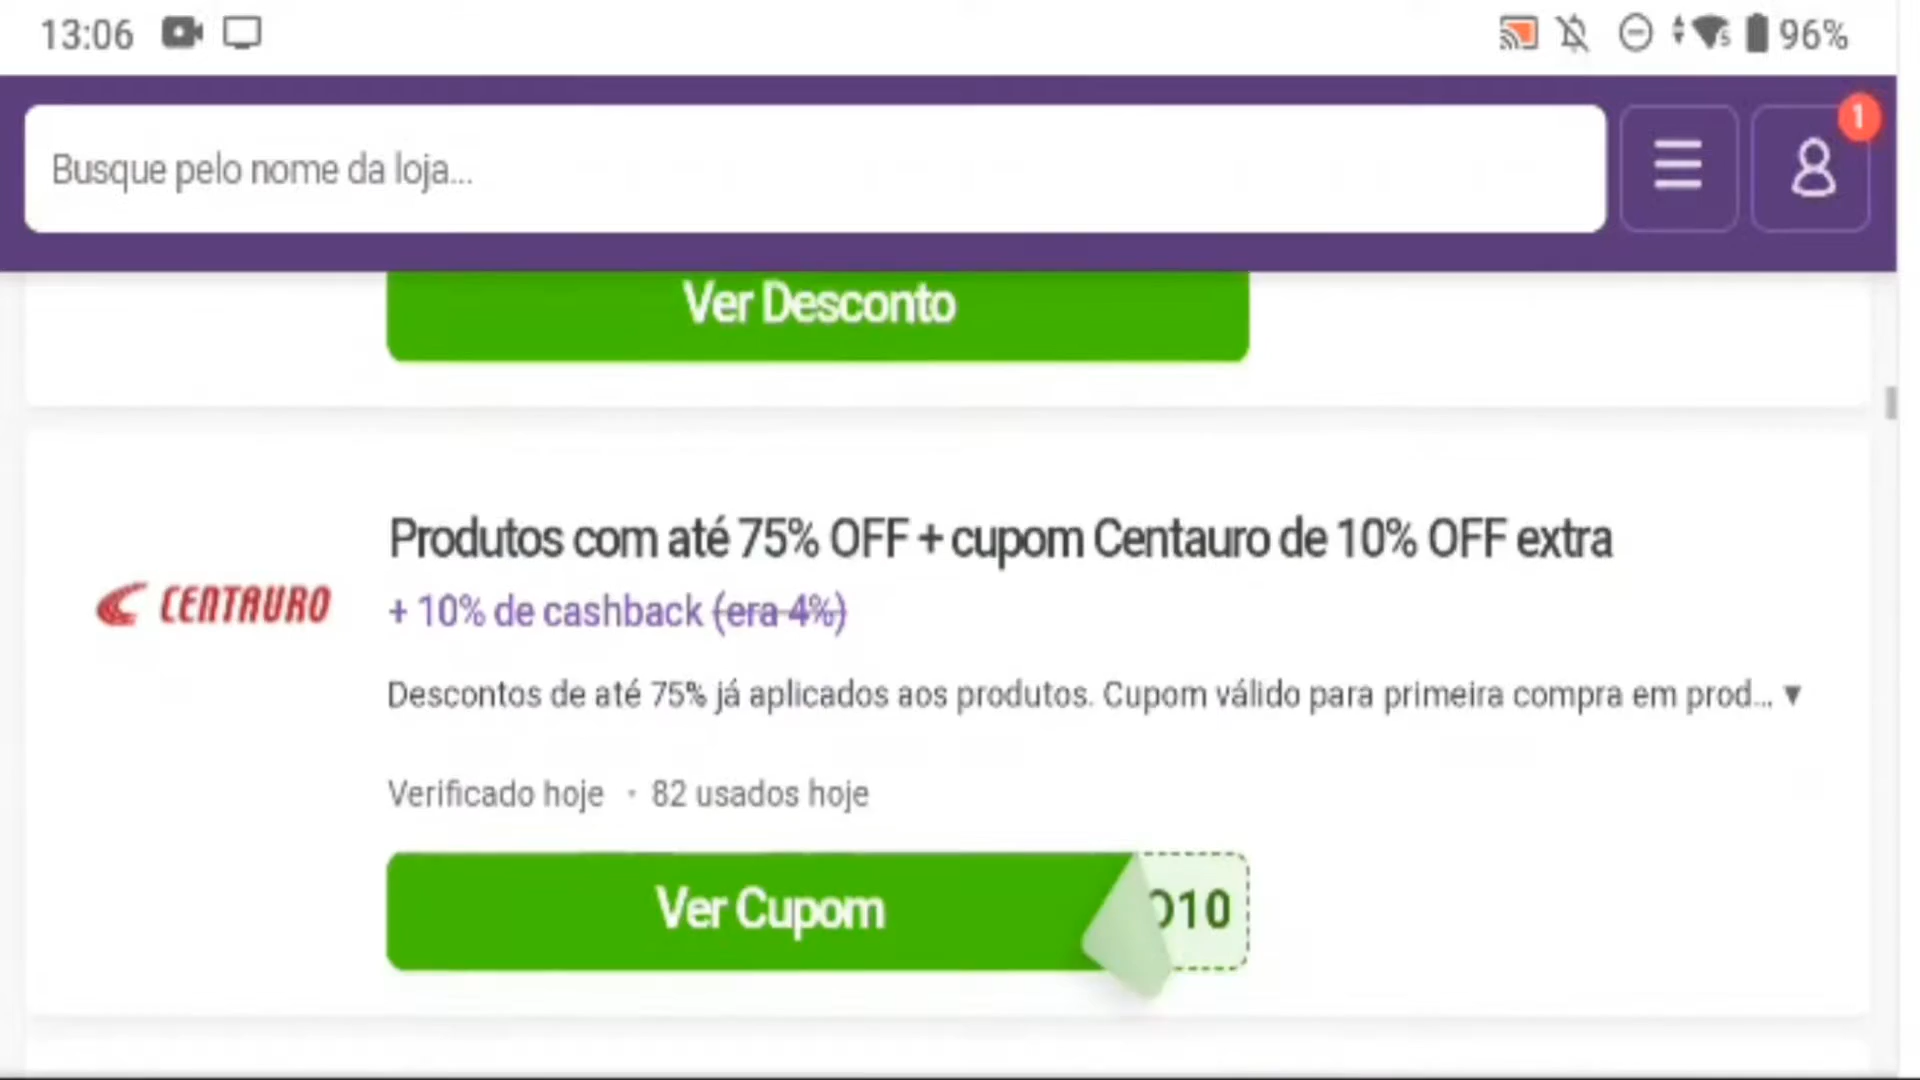 13:06 96%
Busque pelo nome da loja... 1
Ver Desconto
Produtos com até 75% OFF + cupom Centauro de 10% OFF extra
CENTAURO
+ 10% de cashback (era 4%)
Descontos de até 75% já aplicados aos produtos. Cupom válido para primeira compra em prod... ▼
Verificado hoje • 82 usados hoje
Ver Cupom O10